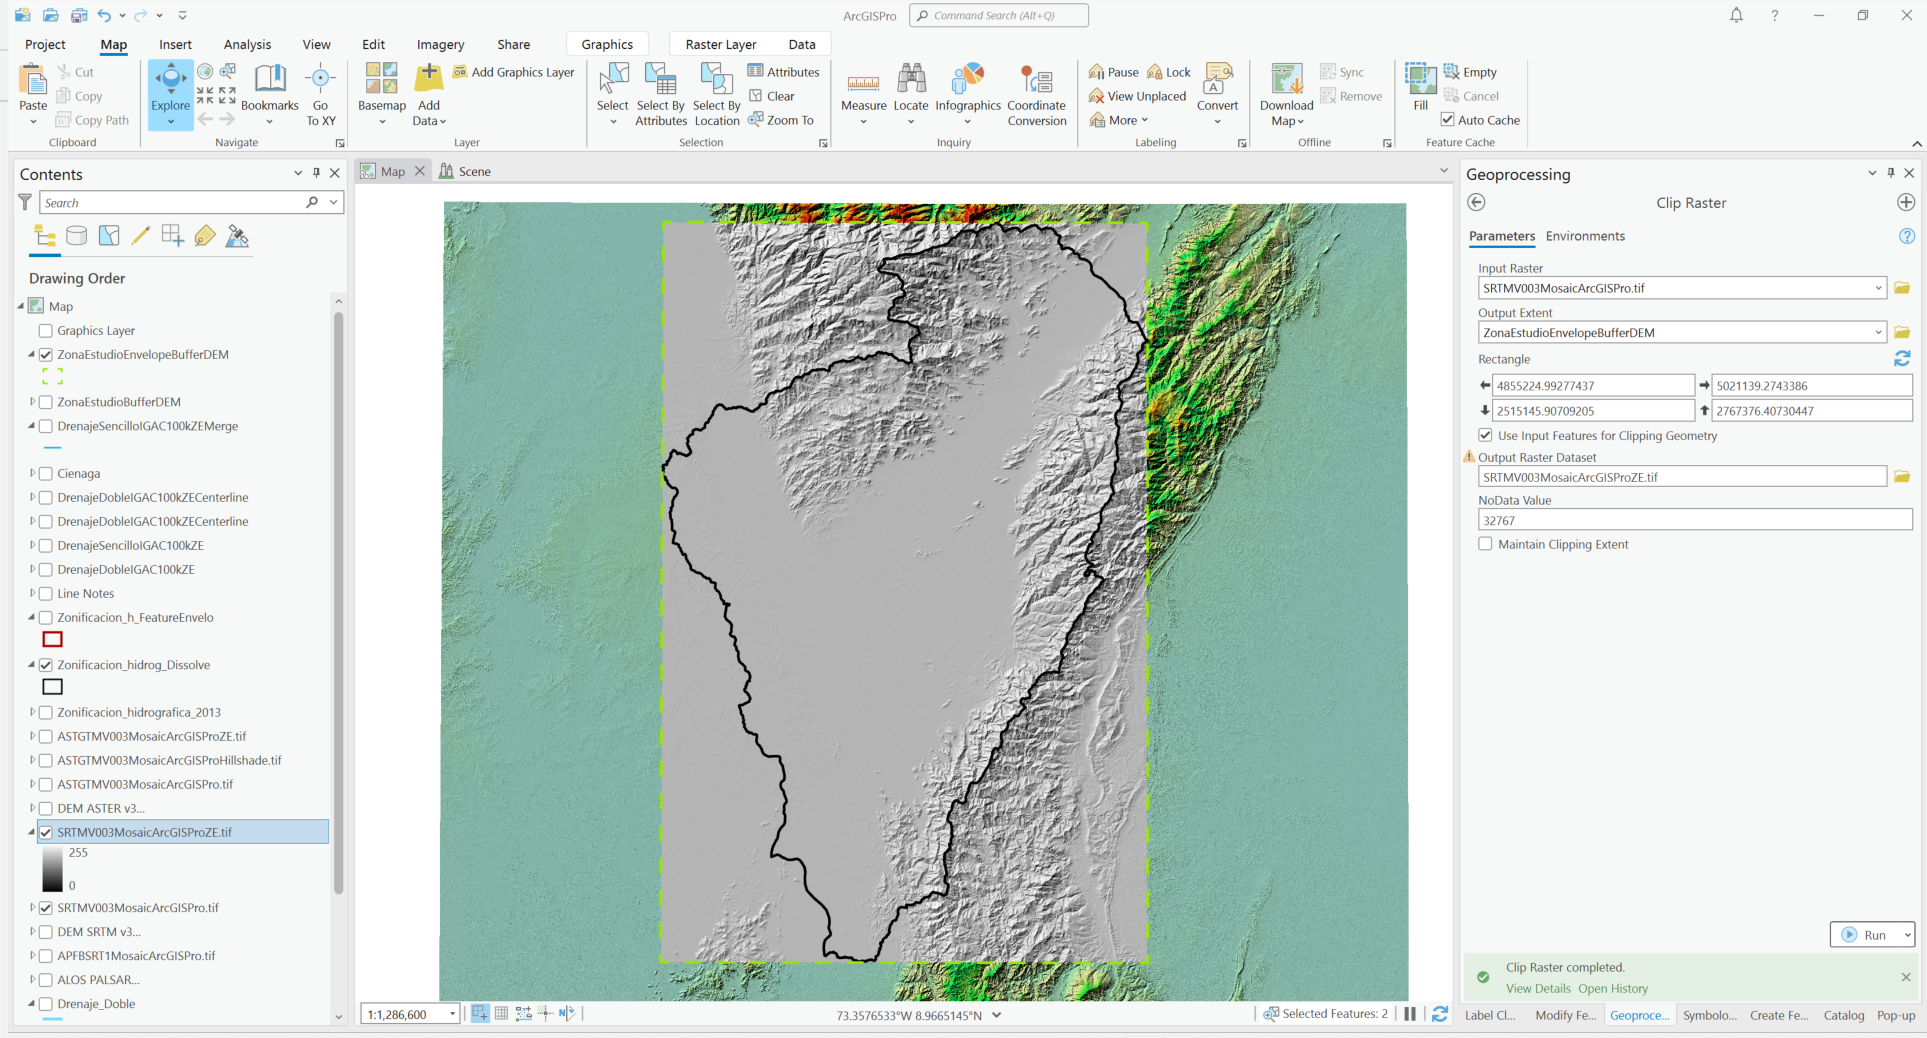 ArcGISPro
Command Search (Alt+Q)
Project
Map
Insert
Analysis
View
Edit
Imagery
Share
Graphics
Raster Layer
Data
Paste
Cut
Copy
Copy Path
Clipboard
Explore
Bookmarks
Go
To XY
Navigate
Basemap
Add
Data
Add Graphics Layer
Layer
Select
Select By
Attributes
Select By
Location
Attributes
Clear
Zoom To
Selection
Measure
Locate
Infographics
Coordinate
Conversion
Inquiry
Pause
Lock
View Unplaced
More
Convert
Labeling
Download
Map
Sync
Remove
Offline
Fill
Empty
Cancel
Auto Cache
Feature Cache
Contents
Search
Drawing Order
Map
Graphics Layer
ZonaEstudioEnvelopeBufferDEM
ZonaEstudioBufferDEM
DrenajeSencilloIGAC100kZEMerge
Cienaga
DrenajeDobleIGAC100kZECenterline
DrenajeDobleIGAC100kZECenterline
DrenajeSencilloIGAC100kZE
DrenajeDobleIGAC100kZE
Line Notes
Zonificacion_h_FeatureEnvelo
Zonificacion_hidrog_Dissolve
Zonificacion_hidrografica_2013
ASTGTMV003MosaicArcGISProZE.tif
ASTGTMV003MosaicArcGISProHillshade.tif
ASTGTMV003MosaicArcGISPro.tif
DEM ASTER v3...
SRTMV003MosaicArcGISProZE.tif
255
0
SRTMV003MosaicArcGISPro.tif
DEM SRTM v3...
APFBSRT1MosaicArcGISPro.tif
ALOS PALSAR...
Drenaje_Doble
Map
Scene
1:1,286,600
73.3576533°W 8.9665145°N
Selected Features: 2
Geoprocessing
Clip Raster
Parameters
Environments
Input Raster
SRTMV003MosaicArcGISPro.tif
Output Extent
ZonaEstudioEnvelopeBufferDEM
Rectangle
4855224.99277437
5021139.2743386
2515145.90709205
2767376.40730447
Use Input Features for Clipping Geometry
Output Raster Dataset
SRTMV003MosaicArcGISProZE.tif
NoData Value
32767
Maintain Clipping Extent
Run
Clip Raster completed.
View Details Open History
Label Cl...
Modify Fe...
Geoproce...
Symbolo...
Create Fe...
Catalog
Pop-up